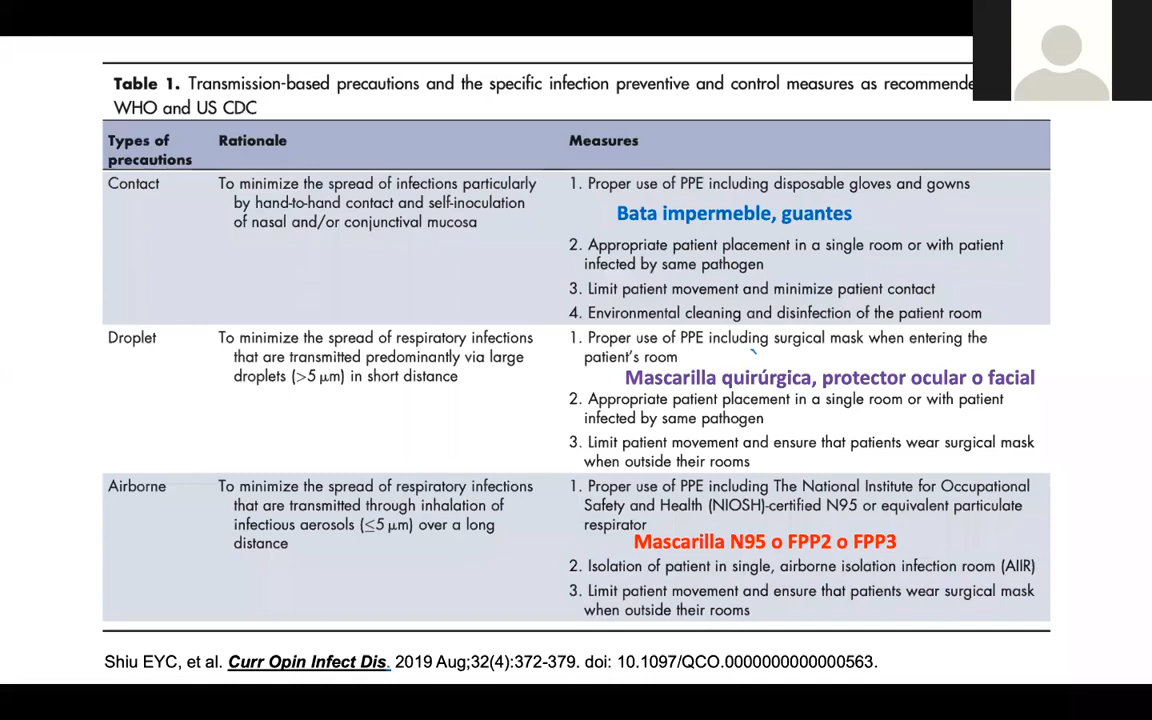 Table 1. Transmission-based precautions and the specific infection preventive and control measures as recommende
WHO and US CDC
Types of precautions Rationale Measures
Contact
To minimize the spread of infections particularly
by hand-to-hand contact and self-inoculation
of nasal and/or conjunctival mucosa
1. Proper use of PPE including disposable gloves and gowns
Bata impermeble, guantes
2. Appropriate patient placement in a single room or with patient
infected by same pathogen
3. Limit patient movement and minimize patient contact
4. Environmental cleaning and disinfection of the patient room
Droplet
To minimize the spread of respiratory infections
that are transmitted predominantly via large
droplets (>5 μm) in short distance
1. Proper use of PPE including surgical mask when entering the
patient's room
Mascarilla quirúrgica, protector ocular o facial
2. Appropriate patient placement in a single room or with patient
infected by same pathogen
3. Limit patient movement and ensure that patients wear surgical mask
when outside their rooms
Airborne
To minimize the spread of respiratory infections
that are transmitted through inhalation of
infectious aerosols (≤5 μm) over a long
distance
1. Proper use of PPE including The National Institute for Occupational
Safety and Health (NIOSH)-certified N95 or equivalent particulate
respirator
Mascarilla N95 o FPP2 o FPP3
2. Isolation of patient in single, airborne isolation infection room (AIIR)
3. Limit patient movement and ensure that patients wear surgical mask
when outside their rooms
Shiu EYC, et al. Curr Opin Infect Dis. 2019 Aug;32(4):372-379. doi: 10.1097/QCO.0000000000000563.